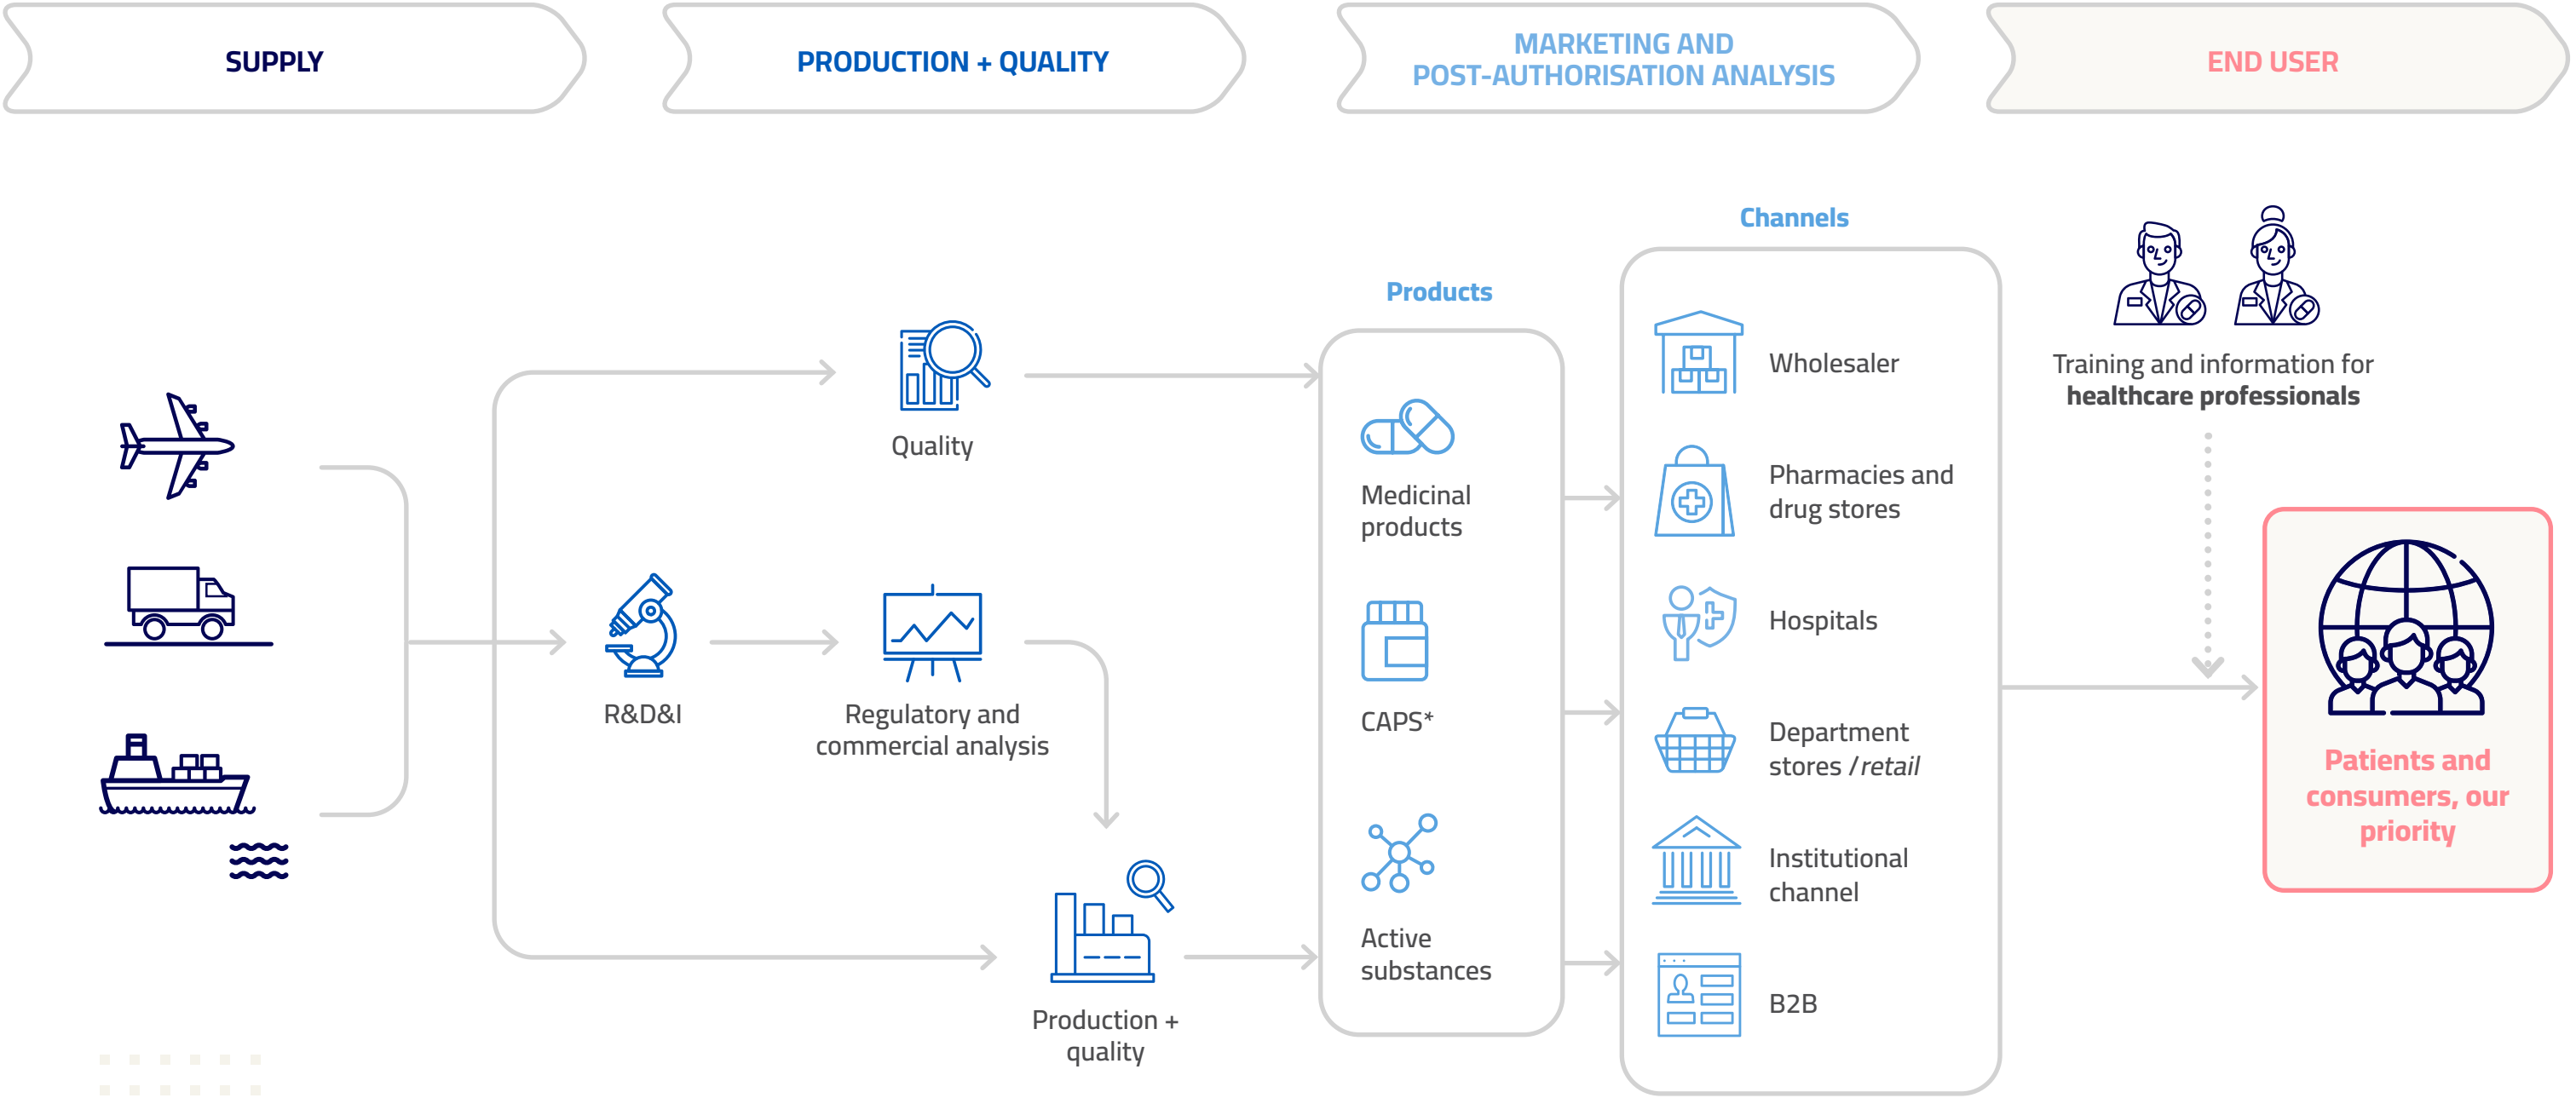 SUPPLY
PRODUCTION + QUALITY
MARKETING AND
POST-AUTHORISATION ANALYSIS
END USER
Quality
R&D&I
Regulatory and
commercial analysis
Production +
quality
Products
Medicinal
products
CAPS*
Active
substances
Channels
Wholesaler
Pharmacies and
drug stores
Hospitals
Department
stores /retail
Institutional
channel
B2B
Training and information for
healthcare professionals
Patients and
consumers, our
priority